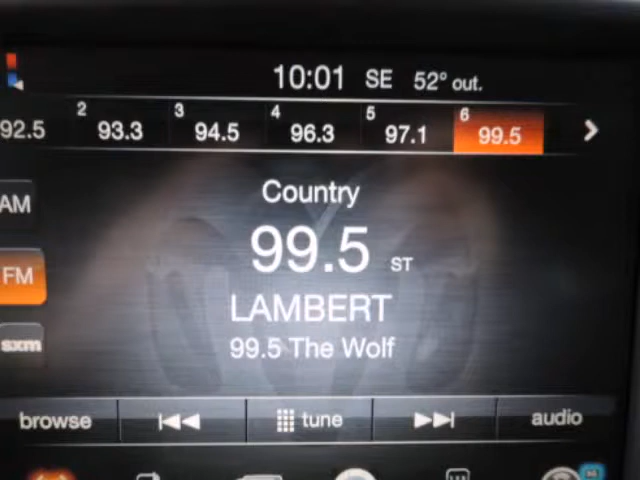 10:01 SE 52° out.
2 3 4 5 6
92.5 93.3 94.5 96.3 97.1 99.5
AM
Country
99.5 ST
FM
LAMBERT
sxm
99.5 The Wolf
browse tune audio